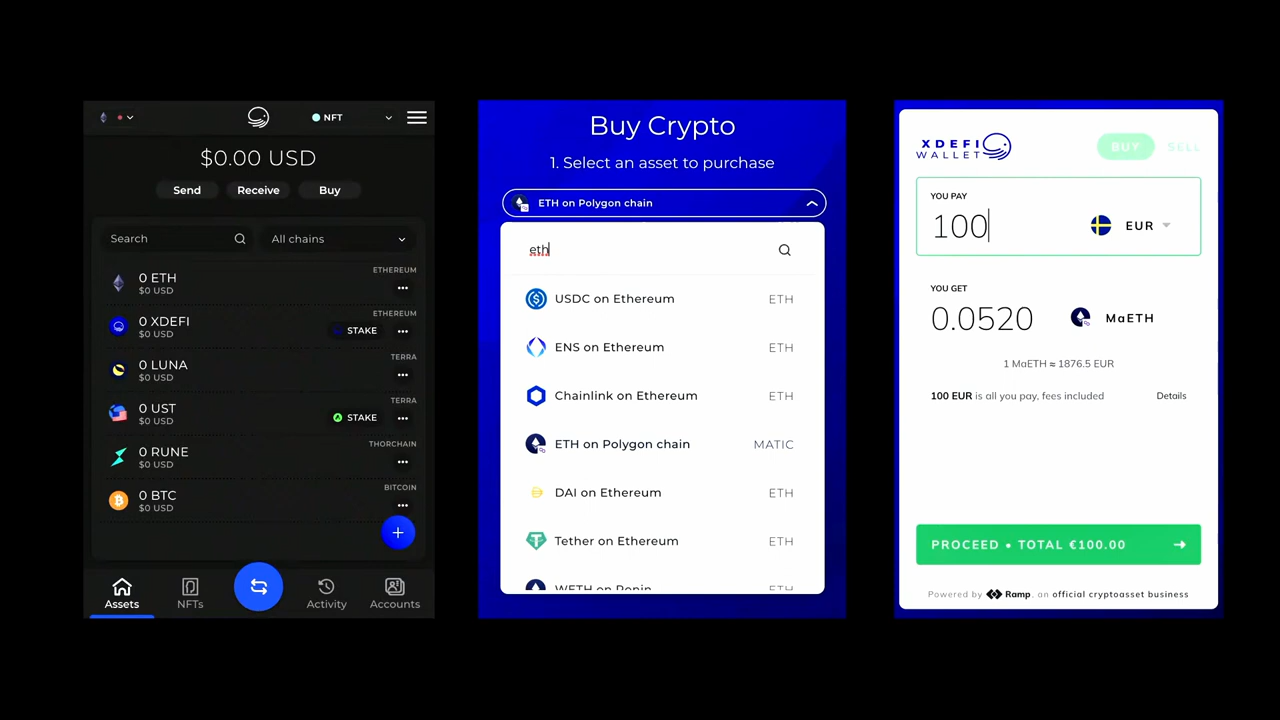 NFT
$0.00 USD
Send Receive Buy
Search All chains
ETHEREUM
0 ETH
$0 USD
ETHEREUM
0 XDEFI
$0 USD
STAKE
TERRA
0 LUNA
$0 USD
TERRA
0 UST
$0 USD
STAKE
THORCHAIN
0 RUNE
$0 USD
BITCOIN
0 BTC
$0 USD
Assets NFTs Activity Accounts
Buy Crypto
1. Select an asset to purchase
ETH on Polygon chain
eth
USDC on Ethereum ETH
ENS on Ethereum ETH
Chainlink on Ethereum ETH
ETH on Polygon chain MATIC
DAI on Ethereum ETH
Tether on Ethereum ETH
WETH on Ronin ETH
XDEFI
WALLET
BUY SELL
YOU PAY
100 EUR
YOU GET
0.0520 MaETH
1 MaETH ≈ 1876.5 EUR
100 EUR is all you pay, fees included Details
PROCEED • TOTAL €100.00
Powered by Ramp, an official cryptoasset business